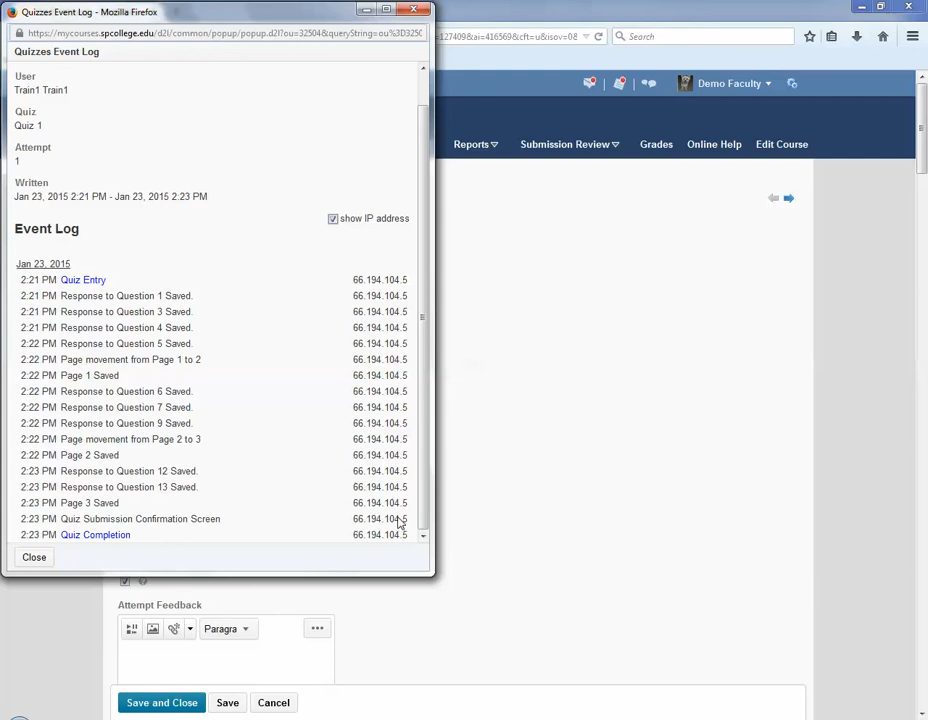 Quizzes Event Log - Mozilla Firefox
https://mycourses.spcollege.edu/d2l/common/popup/popup.d2l?ou=32504&queryString=ou%3D3250
=127409&ai=416569&cft=u&isov=08
Search
Quizzes Event Log
User
Train1 Train1
Quiz
Quiz 1
Attempt
1
Written
Jan 23, 2015 2:21 PM - Jan 23, 2015 2:23 PM
show IP address
Event Log
Jan 23, 2015
2:21 PM Quiz Entry 66.194.104.5
2:21 PM Response to Question 1 Saved. 66.194.104.5
2:21 PM Response to Question 3 Saved. 66.194.104.5
2:21 PM Response to Question 4 Saved. 66.194.104.5
2:22 PM Response to Question 5 Saved. 66.194.104.5
2:22 PM Page movement from Page 1 to 2 66.194.104.5
2:22 PM Page 1 Saved 66.194.104.5
2:22 PM Response to Question 6 Saved. 66.194.104.5
2:22 PM Response to Question 7 Saved. 66.194.104.5
2:22 PM Response to Question 9 Saved. 66.194.104.5
2:22 PM Page movement from Page 2 to 3 66.194.104.5
2:22 PM Page 2 Saved 66.194.104.5
2:23 PM Response to Question 12 Saved. 66.194.104.5
2:23 PM Response to Question 13 Saved. 66.194.104.5
2:23 PM Page 3 Saved 66.194.104.5
2:23 PM Quiz Submission Confirmation Screen 66.194.104.5
2:23 PM Quiz Completion 66.194.104.5
Close
Demo Faculty
Reports Submission Review Grades Online Help Edit Course
Attempt Feedback
Paragra
Save and Close Save Cancel